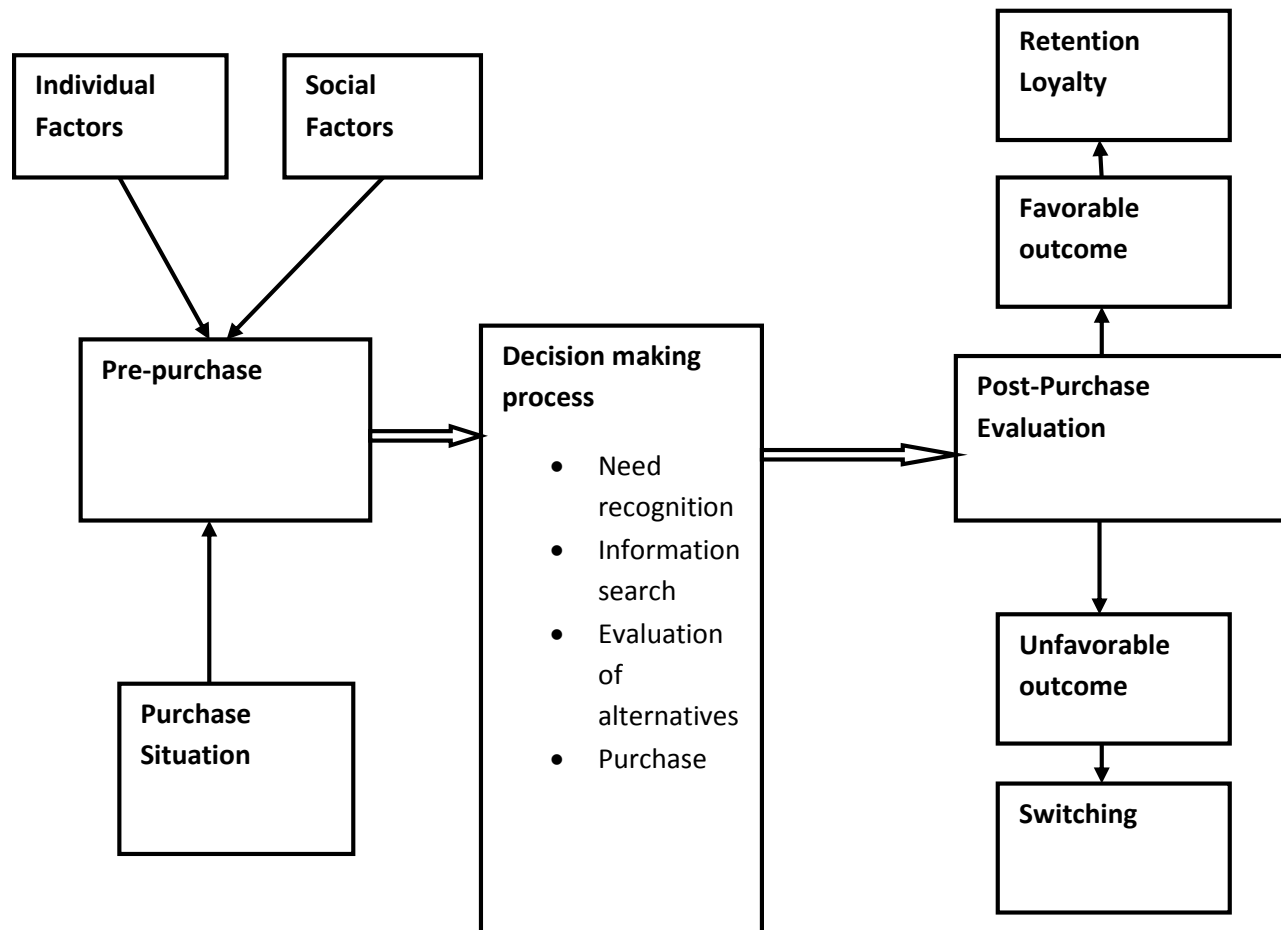 Individual
Factors
Social
Factors
Pre-purchase
Purchase
Situation
Decision making
process
• Need
recognition
• Information
search
• Evaluation
of
alternatives
• Purchase
Retention
Loyalty
Favorable
outcome
Post-Purchase
Evaluation
Unfavorable
outcome
Switching